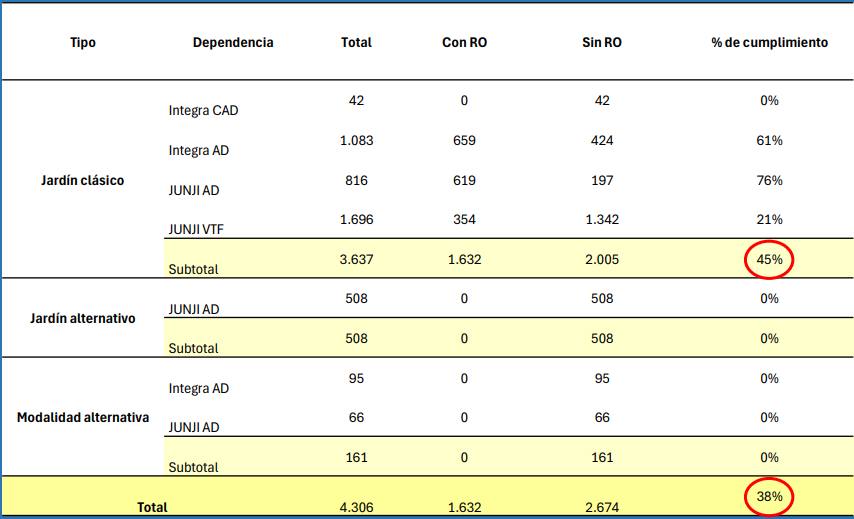 Tipo Dependencia Total Con RO Sin RO % de cumplimiento
Integra CAD 42 0 42 0%
Integra AD 1.083 659 424 61%
Jardín clásico JUNJI AD 816 619 197 76%
JUNJI VTF 1.696 354 1.342 21%
Subtotal 3.637 1.632 2.005 45%
Jardín alternativo JUNJI AD 508 0 508 0%
Subtotal 508 0 508 0%
Integra AD 95 0 95 0%
Modalidad alternativa JUNJI AD 66 0 66 0%
Subtotal 161 0 161 0%
Total 4.306 1.632 2.674 38%